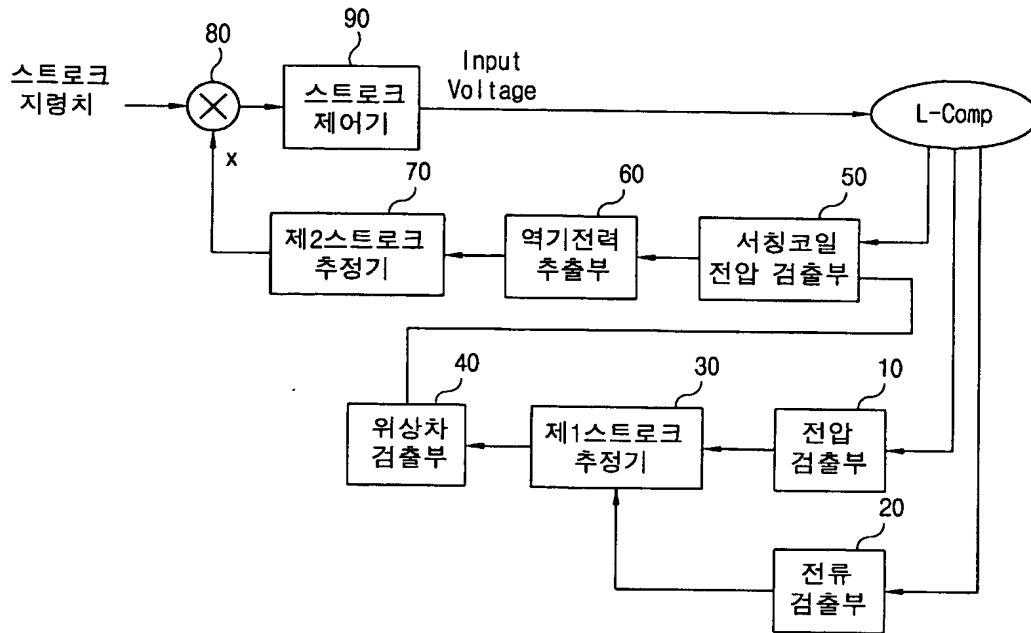 80
90
스트로크
지령치
스트로크
제어기
Input
Voltage
L-Comp
x
70
60
50
제2스트로크
추정기
역기전력
추출부
서칭코일
전압 검출부
40
30
10
위상차
검출부
제1스트로크
추정기
전압
검출부
20
전류
검출부